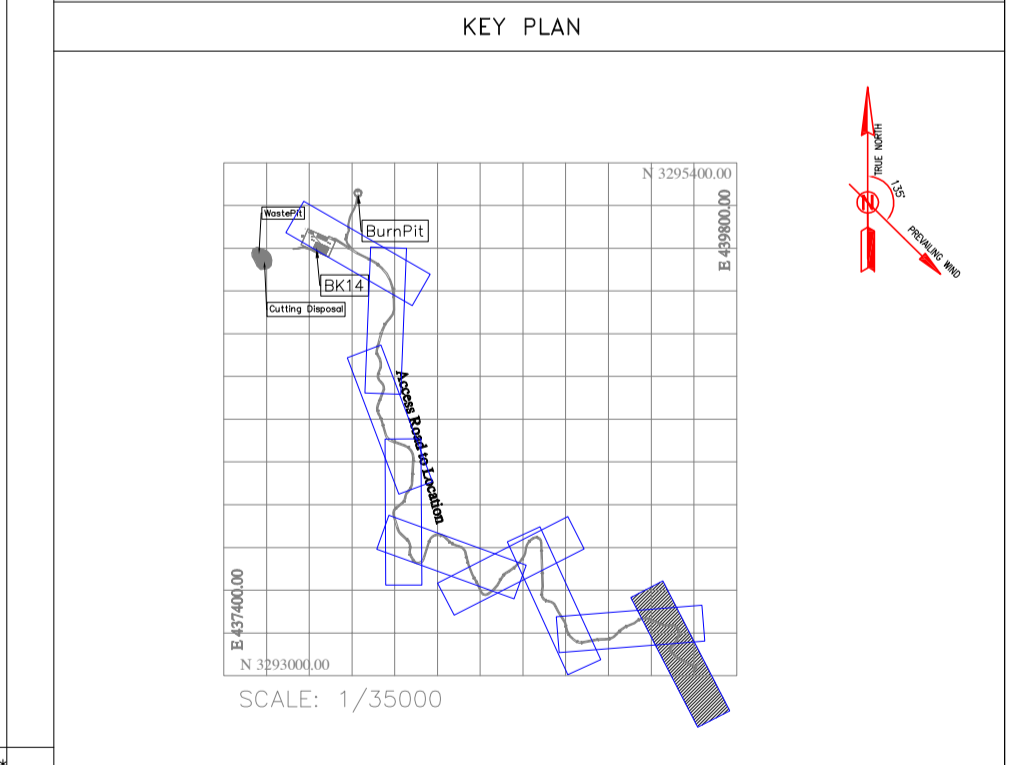 KEY PLAN
N 3295400.00
E 439800.00
TRUE NORTH
135°
N
PREVAILING WIND
WastePit
BurnPit
BK14
Cutting Disposal
Access Road to Location
E 437400.00
N 3293000.00
SCALE: 1/35000
*